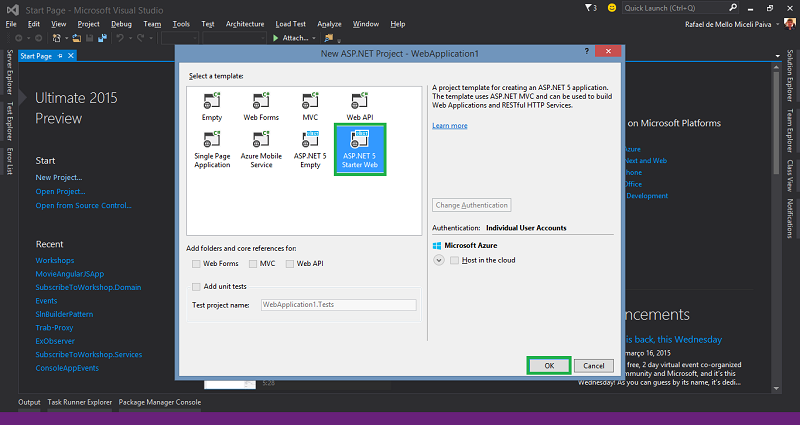 Start Page - Microsoft Visual Studio
3
Quick Launch (Ctrl+Q)
File Edit View Project Debug Team Tools Test Architecture Load Test Analyze Window Help
Rafael de Mello Miceli Paiva
Attach...
Start Page
Server Explorer
Test Explorer
Error List
Ultimate 2015
Preview
Start
New Project...
Open Project...
Open from Source Control...
Recent
Workshops
MovieAngularJSApp
SubscribeToWorkshop.Domain
Events
SlnBuilderPattern
Trab-Proxy
ExObserver
SubscribeToWorkshop.Services
ConsoleAppEvents
New ASP.NET Project - WebApplication1
Select a template:
Empty
Web Forms
MVC
Web API
Single Page
Application
Azure Mobile
Service
ASP.NET 5
Empty
ASP.NET 5
Starter Web
Add folders and core references for:
Web Forms MVC Web API
Add unit tests
Test project name: WebApplication1.Tests
A project template for creating an ASP.NET 5 application.
The template uses ASP.NET MVC and can be used to build
Web Applications and RESTful HTTP Services.
Learn more
Change Authentication
Authentication: Individual User Accounts
Microsoft Azure
Host in the cloud
OK Cancel
on Microsoft Platforms
Azure
Next and Web
Phone
Office
Development
ncements
is back, this Wednesday
março 16, 2015
free, 2 day virtual event co-organized
mmunity and Microsoft, and it's this
Wednesday! As you can guess by its name, it's dedi...
5:28
Solution Explorer
Team Explorer
Class View
Notifications
Output Task Runner Explorer Package Manager Console